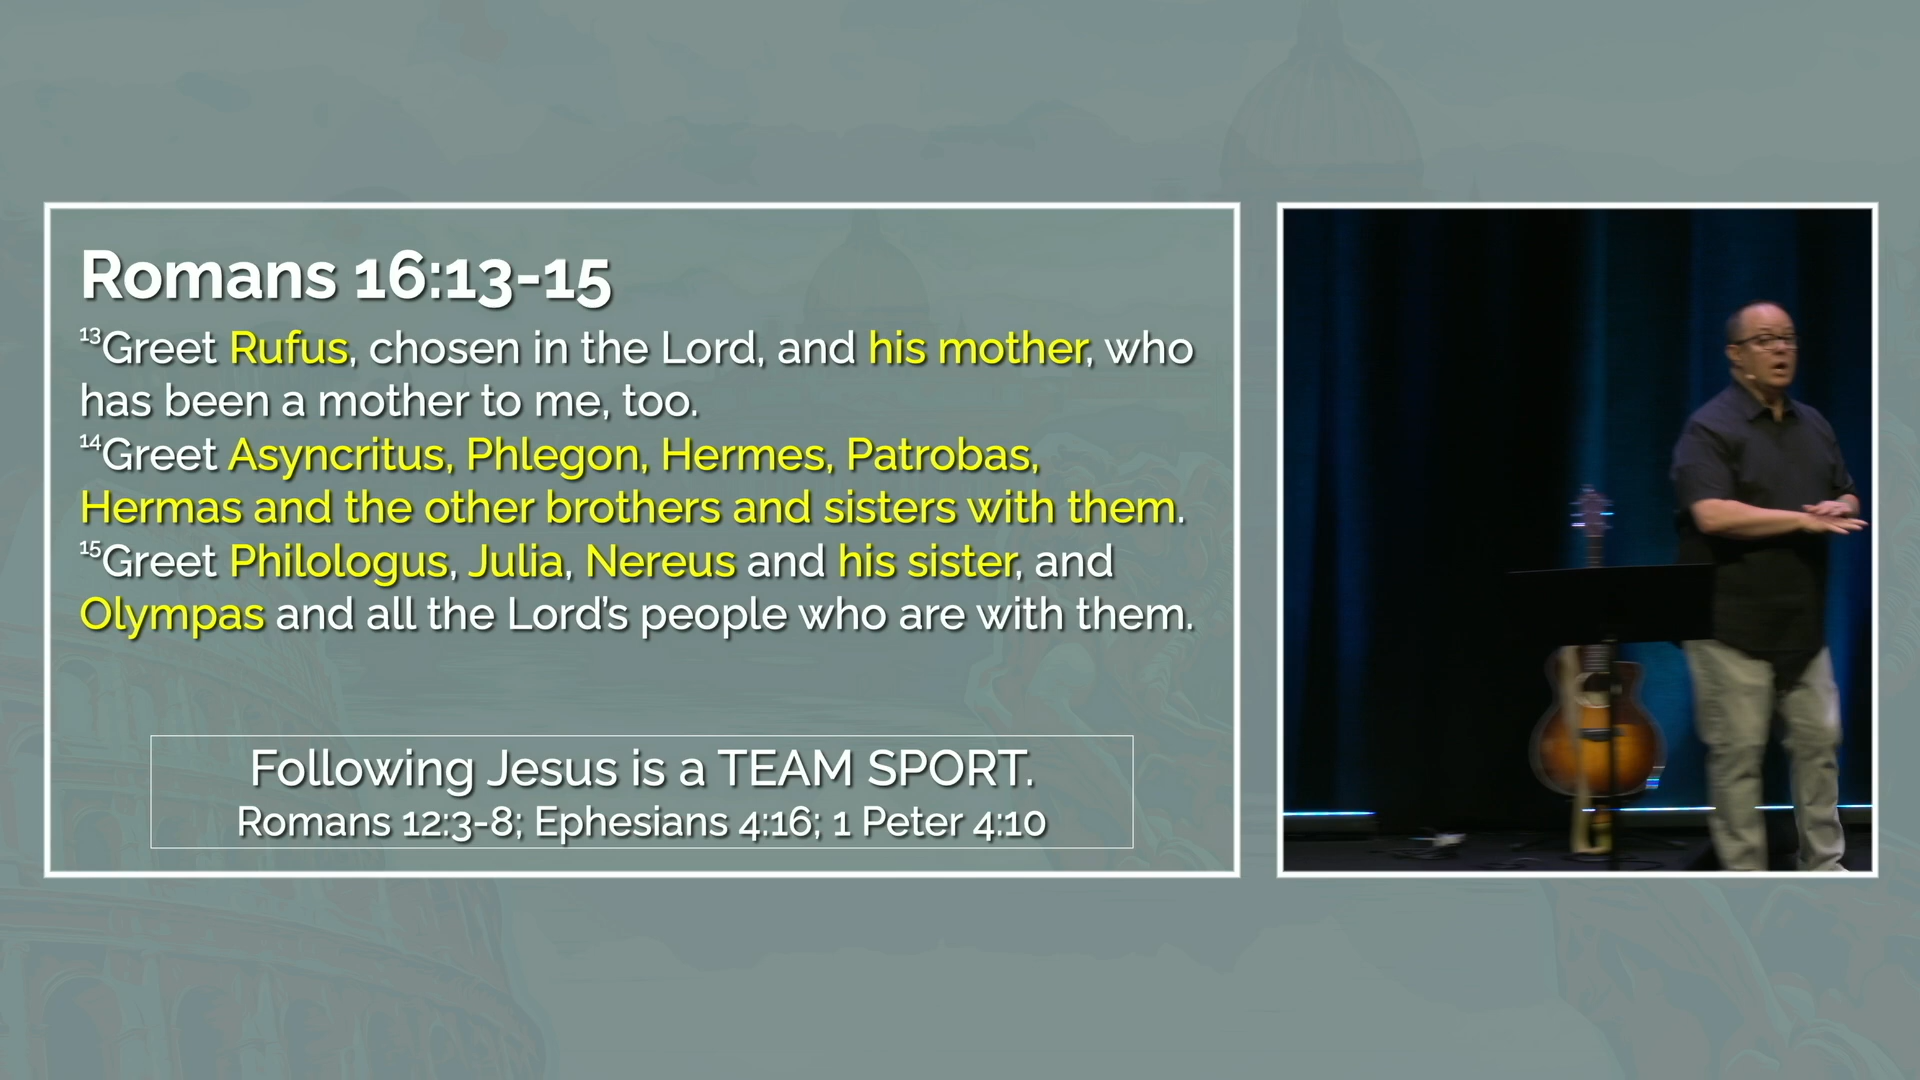 Romans 16:13-15
¹³Greet Rufus, chosen in the Lord, and his mother, who
has been a mother to me, too.
¹⁴Greet Asyncritus, Phlegon, Hermes, Patrobas,
Hermas and the other brothers and sisters with them.
¹⁵Greet Philologus, Julia, Nereus and his sister, and
Olympas and all the Lord’s people who are with them.
Following Jesus is a TEAM SPORT.
Romans 12:3-8; Ephesians 4:16; 1 Peter 4:10